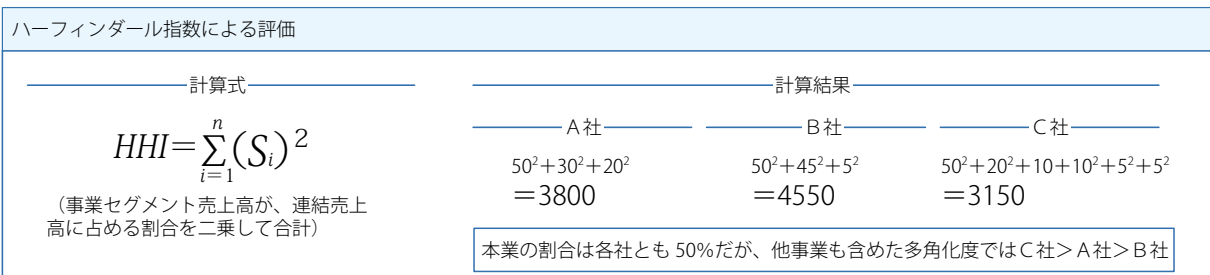 ハーフィンダール指数による評価
計算式
HHI=∑ⁿᵢ₌₁(Sᵢ)²
(事業セグメント売上高が、連結売上
高に占める割合を二乗して合計)
計算結果
A社
50²+30²+20²
=3800
B社
50²+45²+5²
=4550
C社
50²+20²+10+10²+5²+5²
=3150
本業の割合は各社とも50%だが、他事業も含めた多角化度ではC社>A社>B社